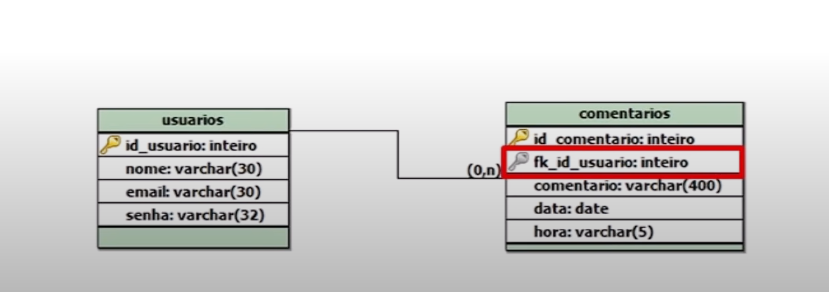 usuarios
id_usuario: inteiro
nome: varchar(30)
email: varchar(30)
senha: varchar(32)
(0,n)
comentarios
id_comentario: inteiro
fk_id_usuario: inteiro
comentario: varchar(400)
data: date
hora: varchar(5)